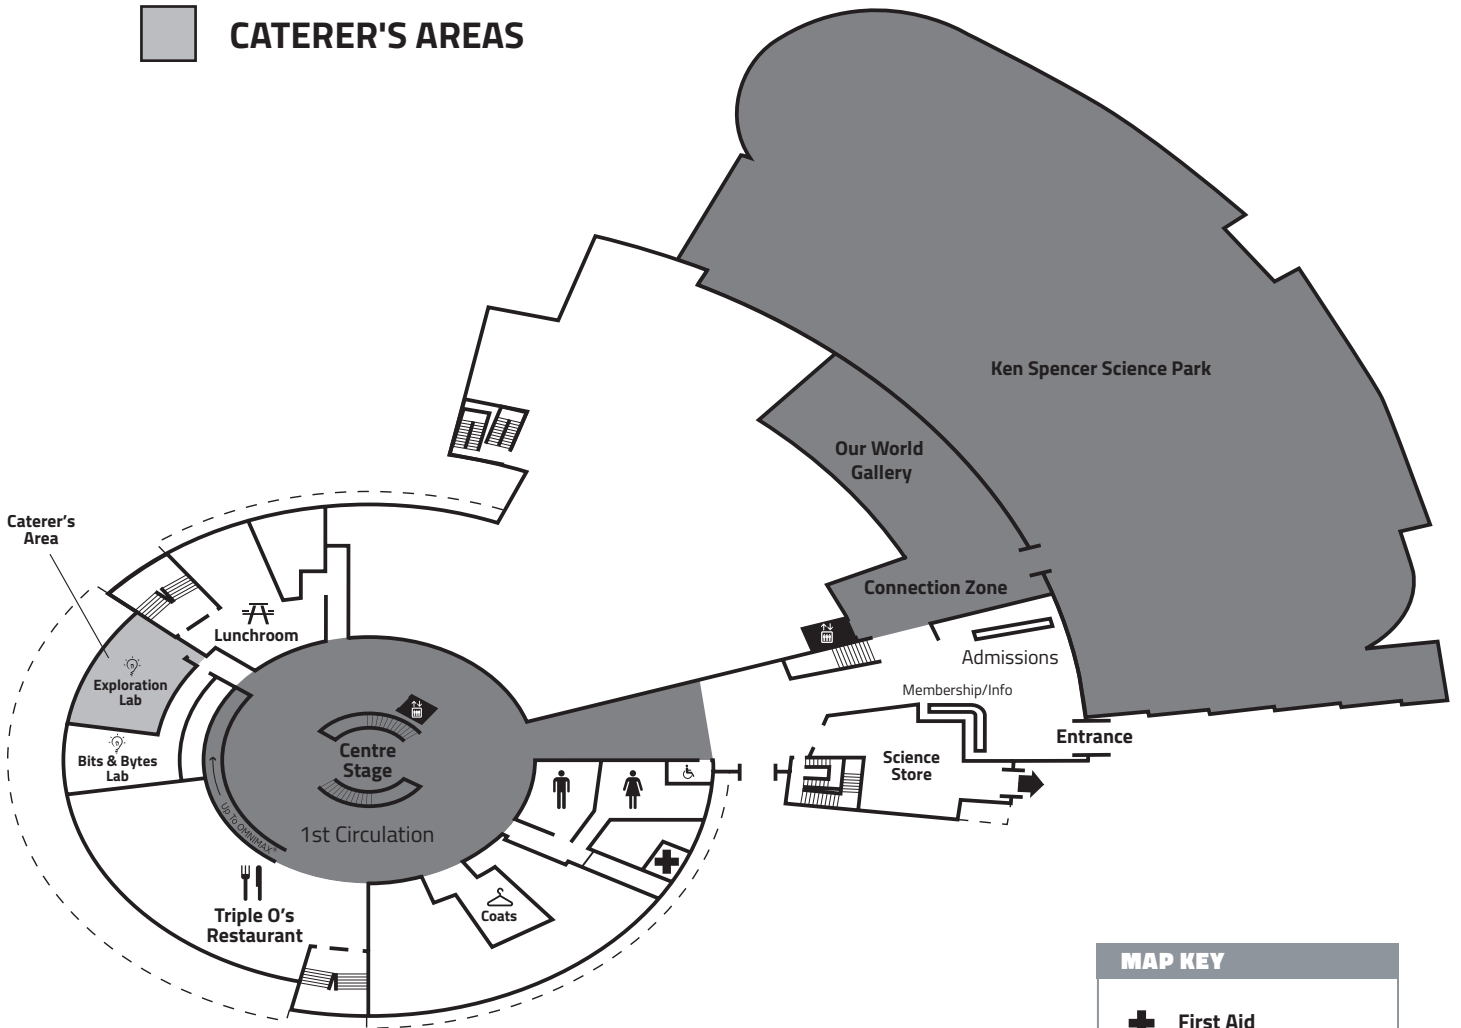 CATERER'S AREAS
Ken Spencer Science Park
Our World
Gallery
Caterer's
Area
Connection Zone
Lunchroom
Admissions
Exploration
Lab
Membership/Info
Entrance
Centre
Stage
Bits & Bytes
Lab
Science
Store
Up To OMNIMAX®
1st Circulation
Triple O's
Restaurant
Coats
MAP KEY
First Aid